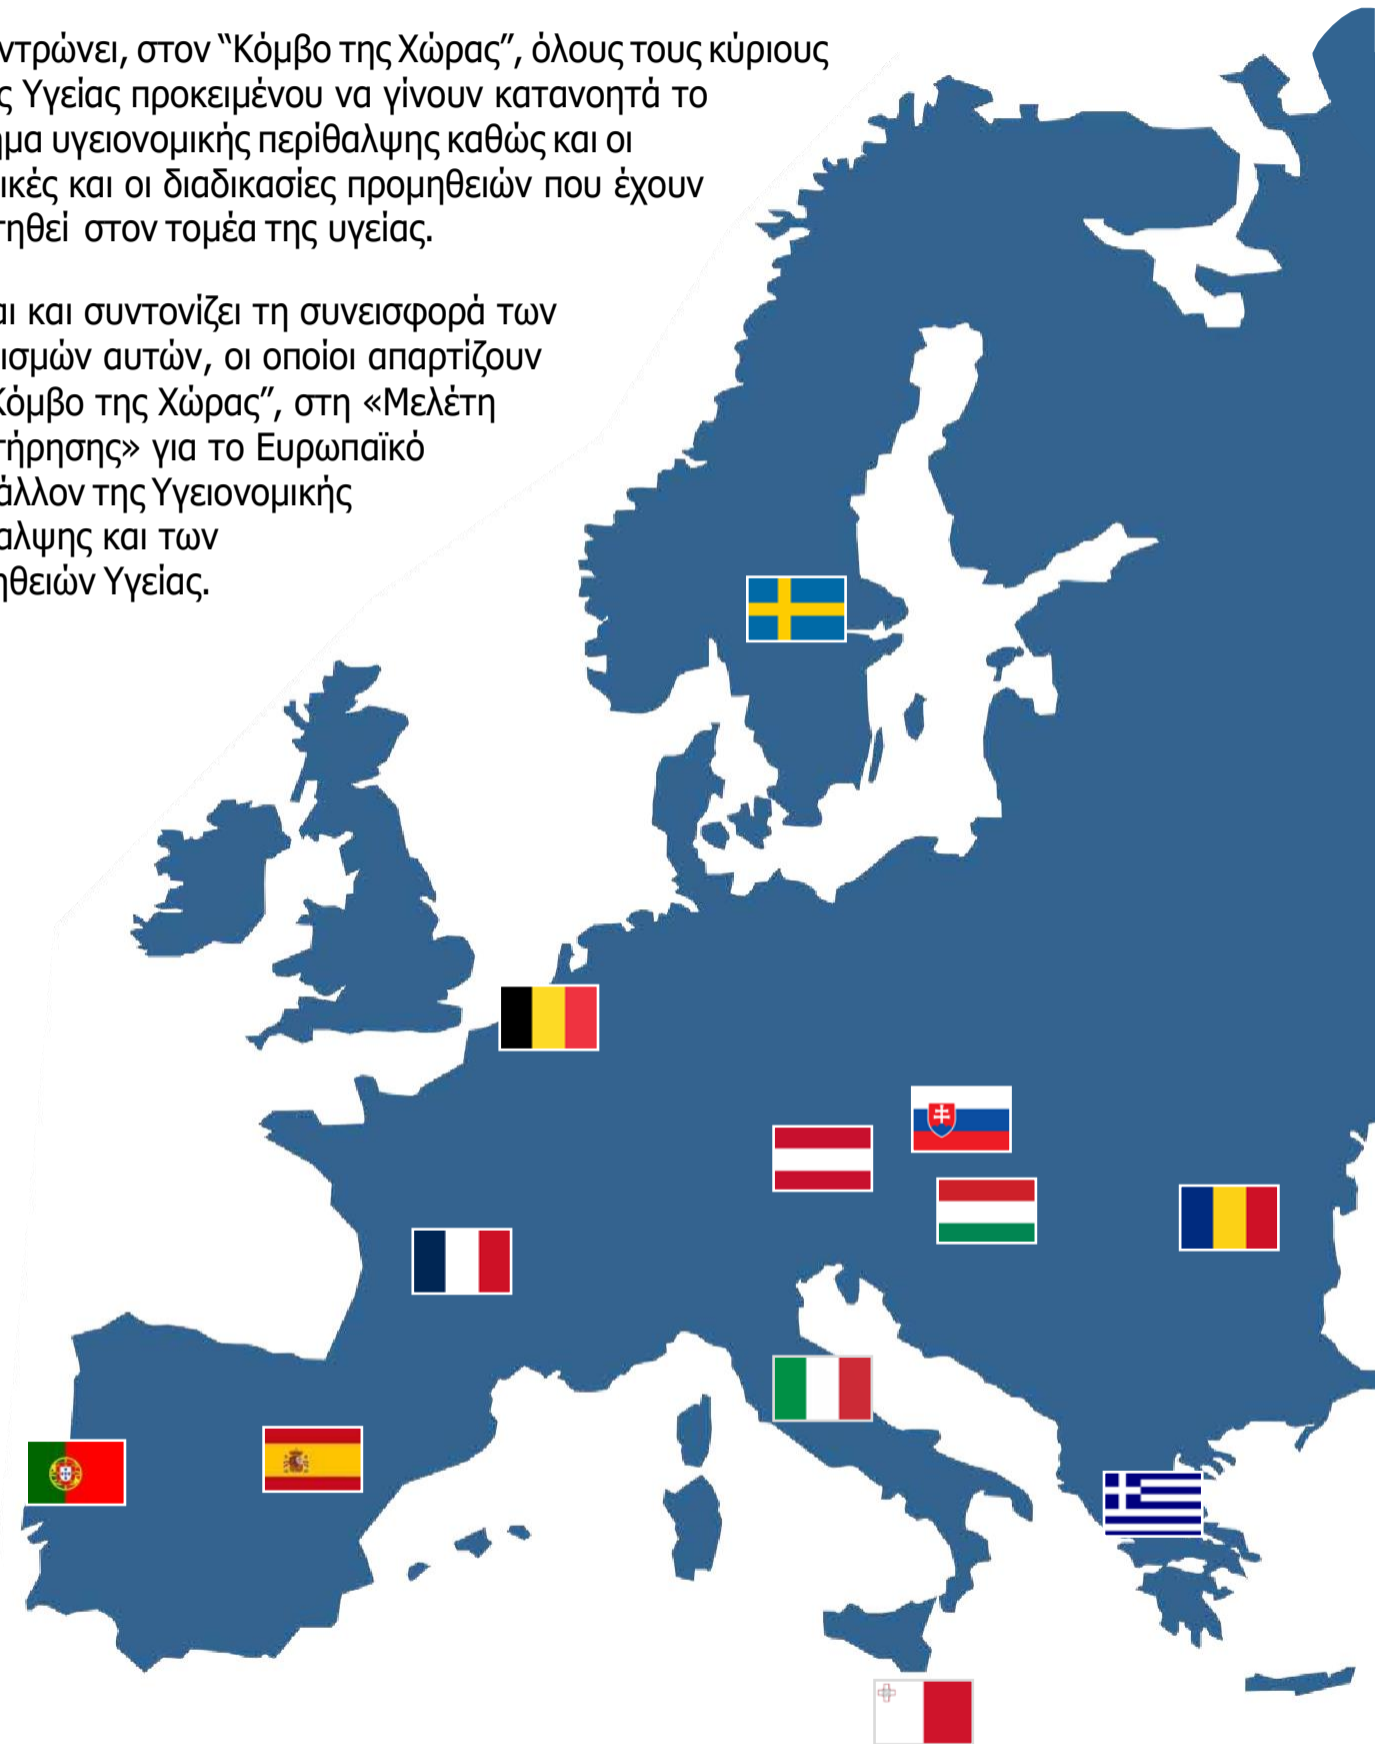 ντρώνει, στον “Κόμβο της Χώρας”, όλους τους κύριους
ς Υγείας προκειμένου να γίνουν κατανοητά το
ημα υγειονομικής περίθαλψης καθώς και οι
ικές και οι διαδικασίες προμηθειών που έχουν
τηθεί στον τομέα της υγείας.
αι και συντονίζει τη συνεισφορά των
ισμών αυτών, οι οποίοι απαρτίζουν
Κόμβο της Χώρας”, στη «Μελέτη
τήρησης» για το Ευρωπαϊκό
άλλον της Υγειονομικής
αλψης και των
ηθειών Υγείας.